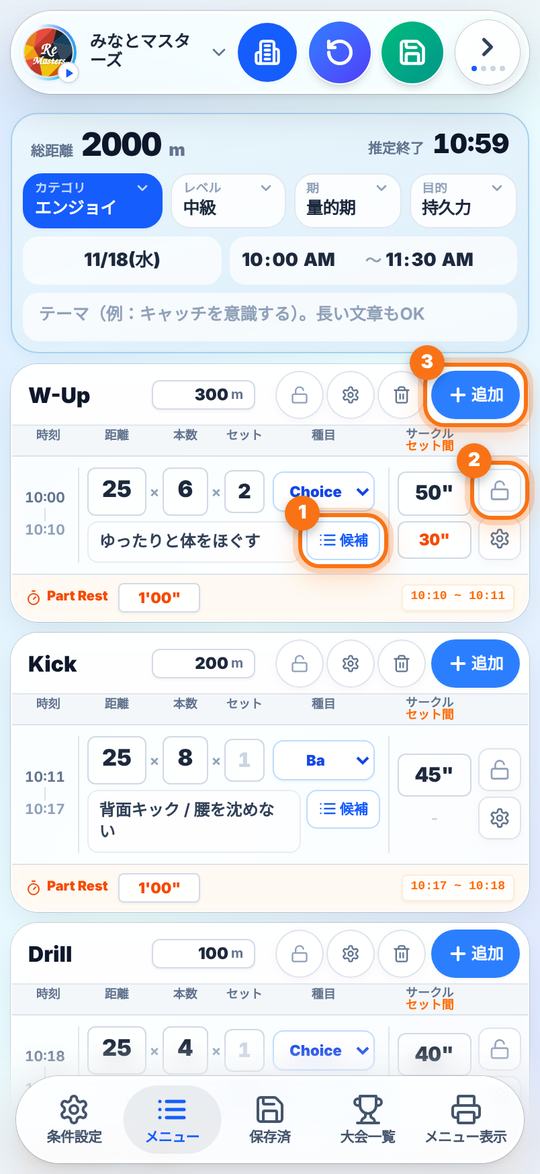 Re
Masters
みなとマスタ
ーズ
総距離 2000 m
推定終了 10:59
カテゴリ
エンジョイ
レベル
中級
期
量的期
目的
持久力
11/18(水)
10:00 AM ～11:30 AM
テーマ（例：キャッチを意識する）。長い文章もOK
3
W-Up 300 m ＋ 追加
時刻 距離 本数 セット 種目 サークル
セット間
2
10:00
10:10
25 × 6 × 2 Choice 50"
1
ゆったりと体をほぐす 候補 30"
Part Rest 1'00" 10:10 ~ 10:11
Kick 200 m ＋ 追加
時刻 距離 本数 セット 種目 サークル
セット間
10:11
10:17
25 × 8 × 1 Ba 45"
背面キック / 腰を沈めな
い
候補 -
Part Rest 1'00" 10:17 ~ 10:18
Drill 100 m ＋ 追加
時刻 距離 本数 セット 種目 サークル
セット間
10:18
25 × 4 × 1 Choice 40"
条件設定 メニュー 保存済 大会一覧 メニュー表示